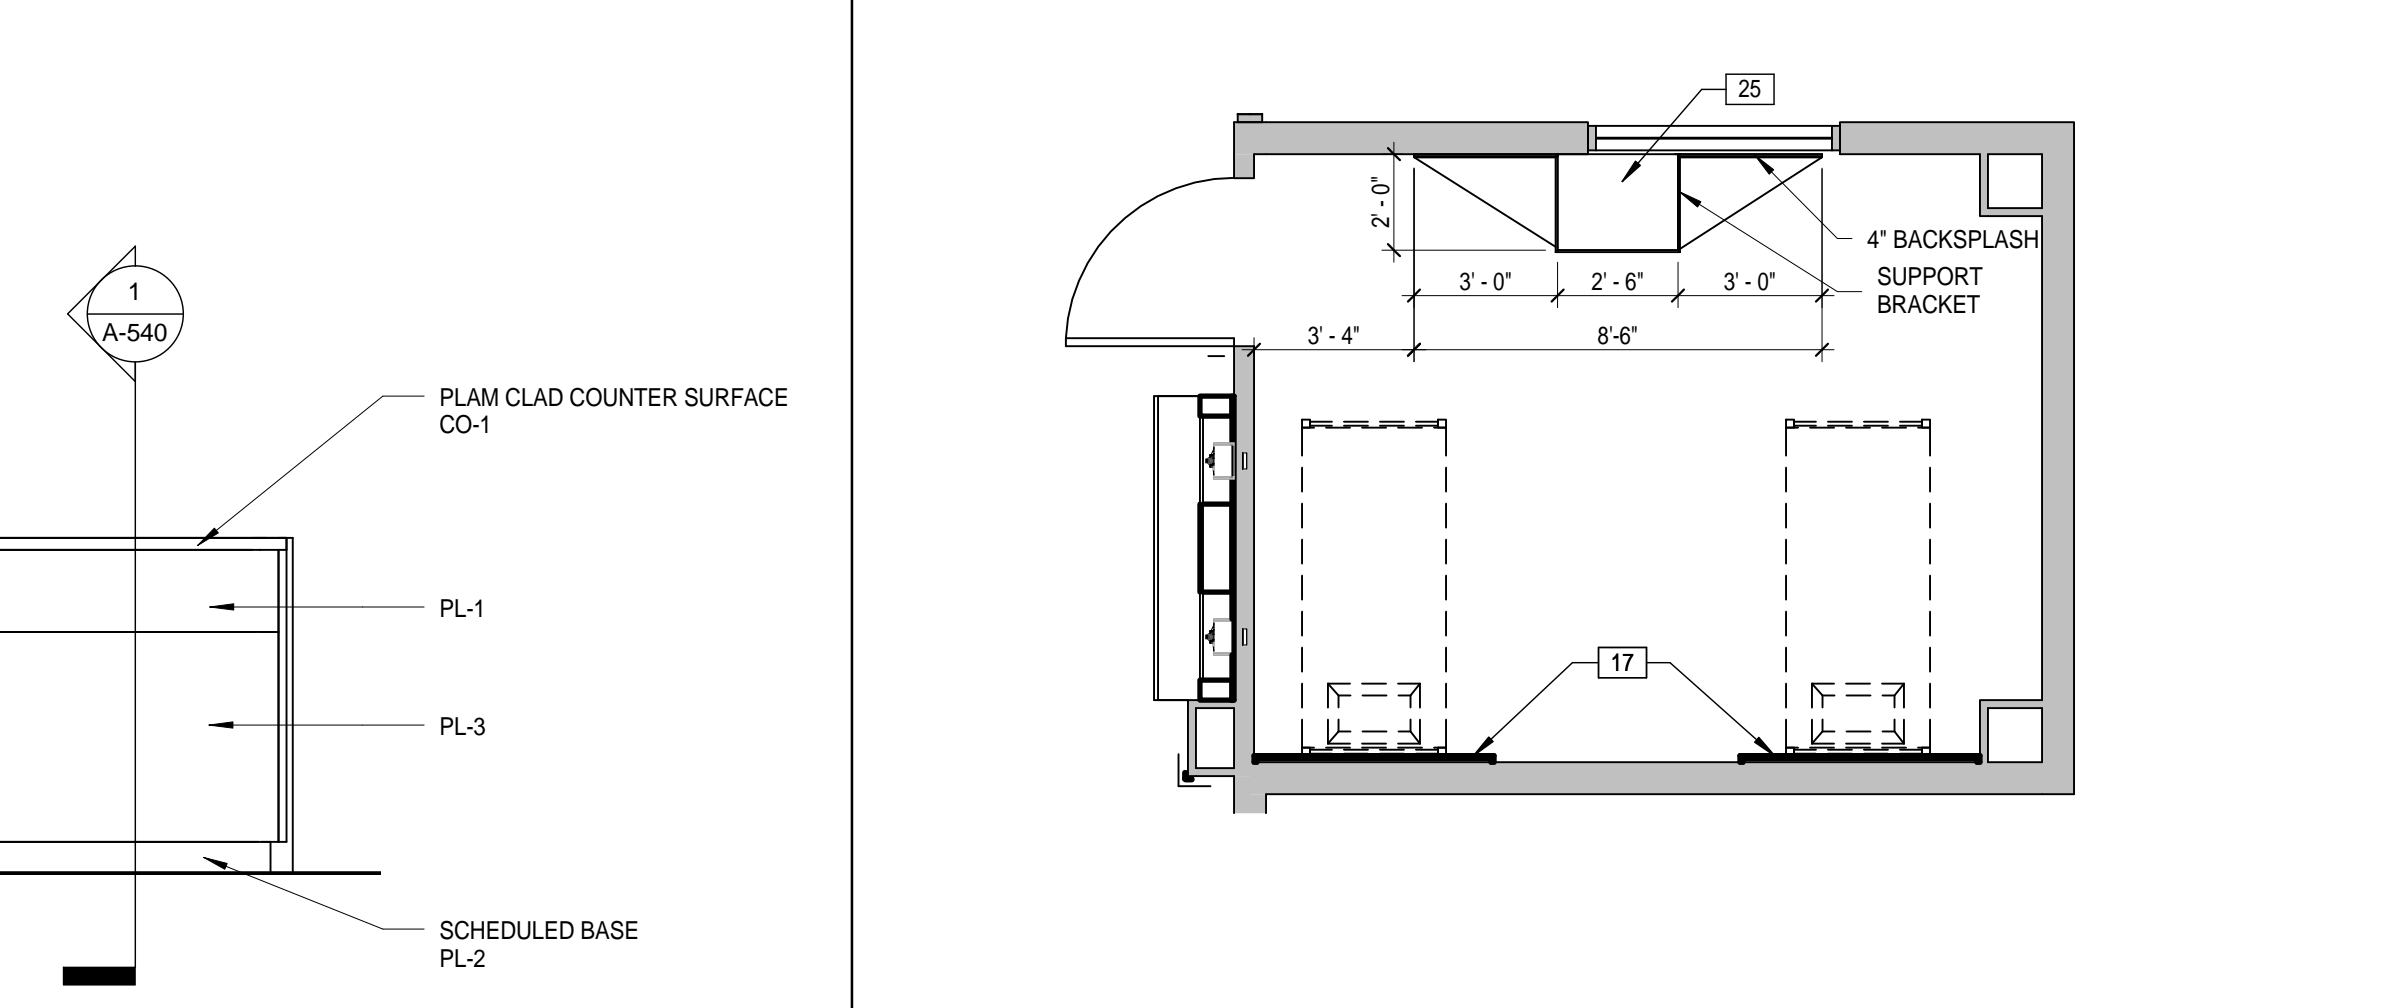 1
A-540
PLAM CLAD COUNTER SURFACE
CO-1
PL-1
PL-3
SCHEDULED BASE
PL-2
25
2' - 0"
4" BACKSPLASH
SUPPORT
BRACKET
3' - 0"
2' - 6"
3' - 0"
3' - 4"
8'-6"
17